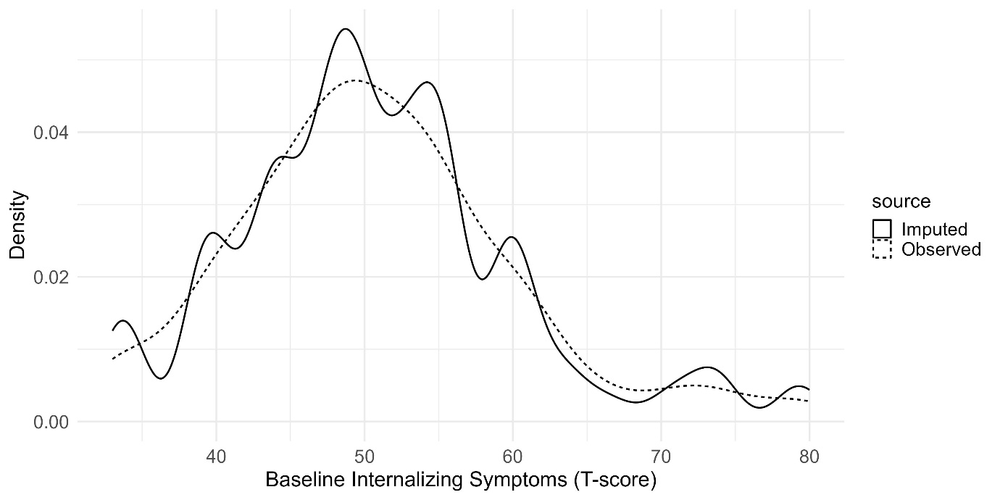 Density
0.04
0.02
0.00
40 50 60 70 80
Baseline Internalizing Symptoms (T-score)
source
Imputed
Observed